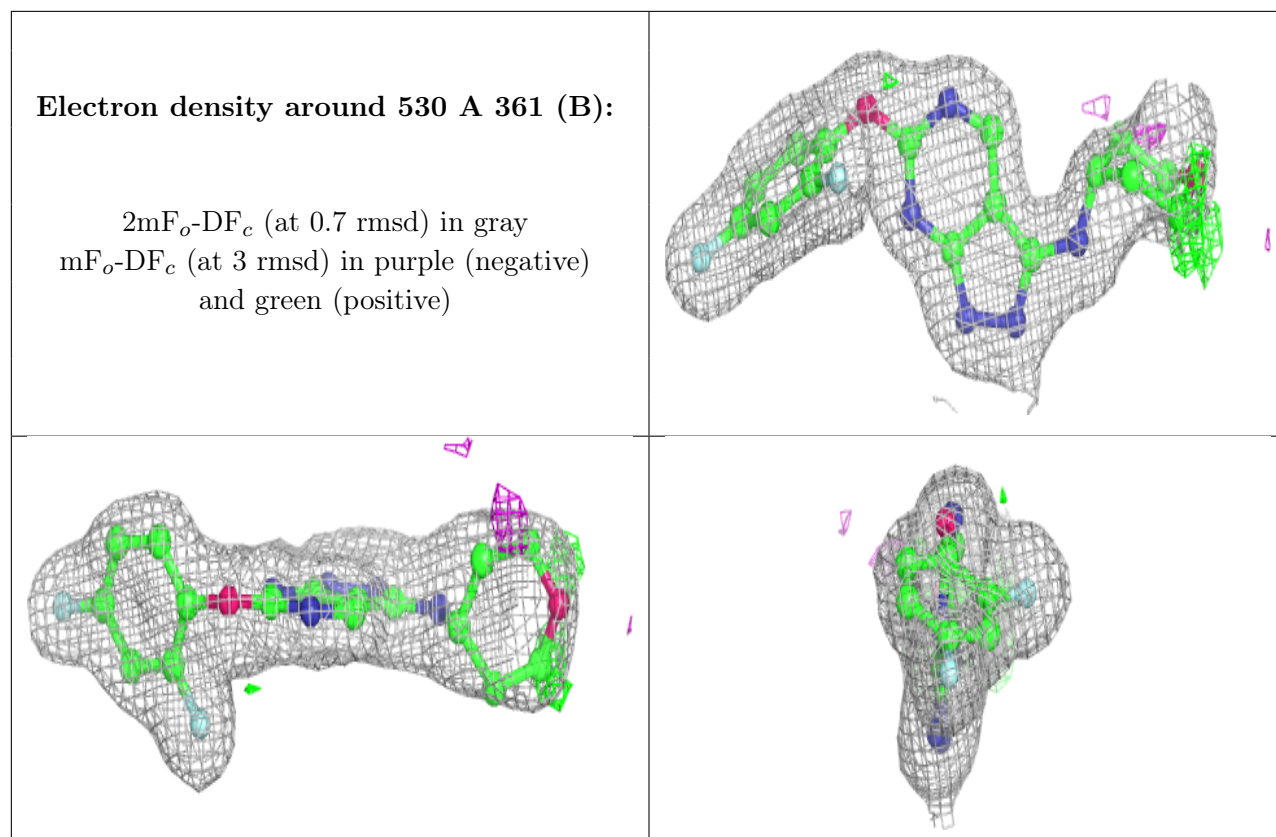 Electron density around 530 A 361 (B):
2mFo-DFc (at 0.7 rmsd) in gray
mFo-DFc (at 3 rmsd) in purple (negative)
and green (positive)